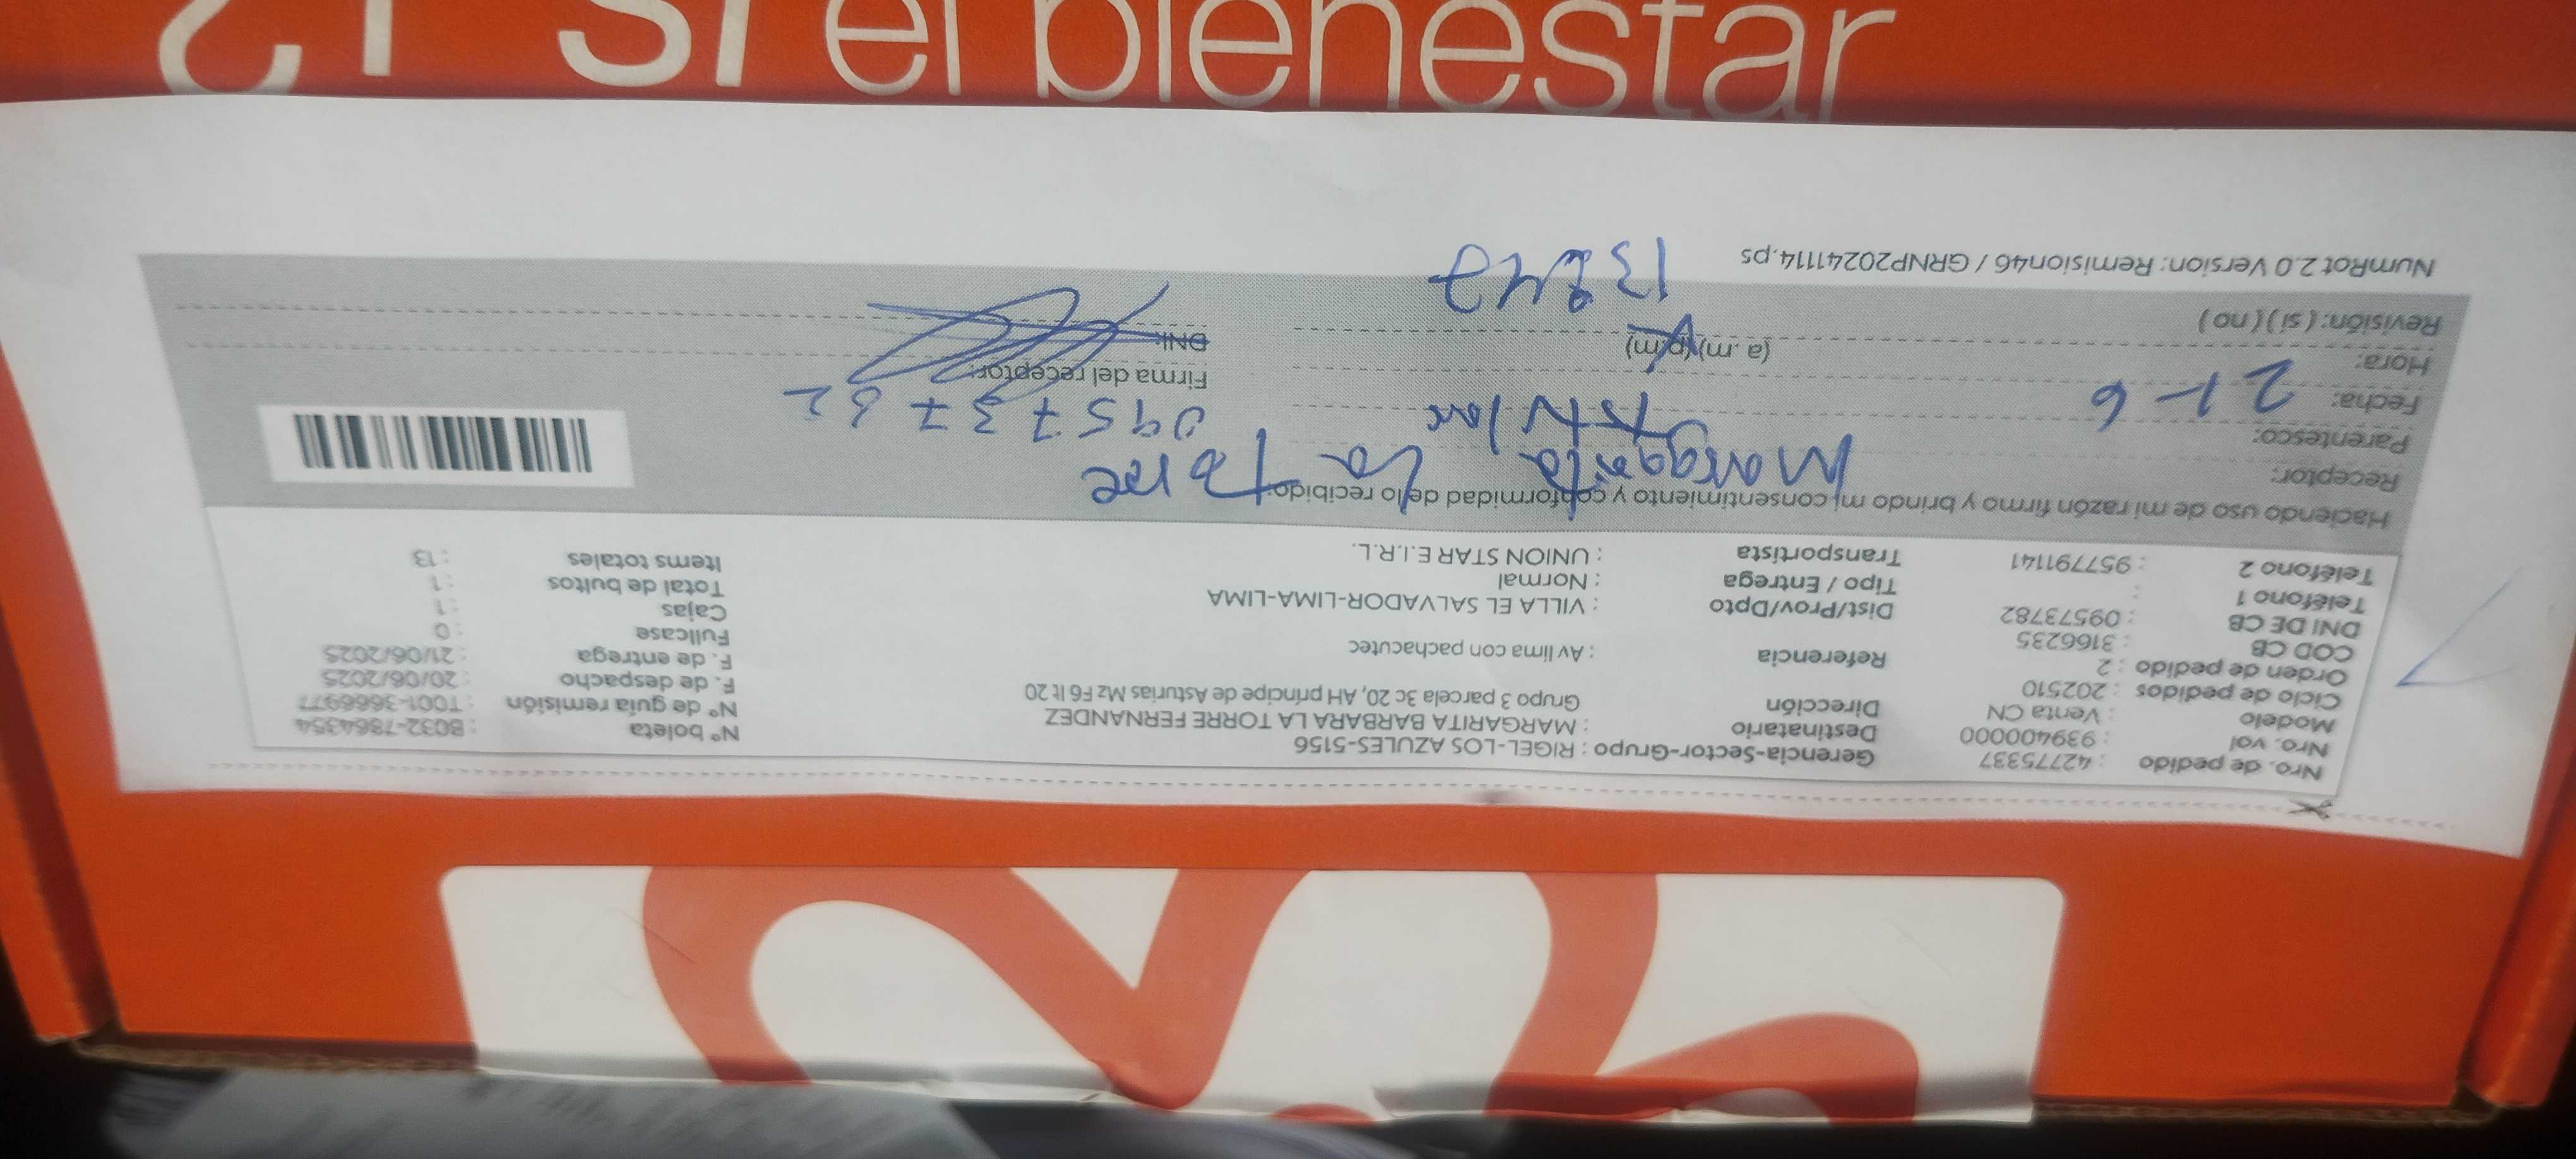 Nro. de pedido : 42775337
Nro. vol : 939400000
Modelo : Venta CN
Ciclo de pedidos : 202510
Orden de pedido : 2
COD CB : 3166235
DNI DE CB : 09573782
Teléfono 1 :
Teléfono 2 : 957791141
Gerencia-Sector-Grupo : RIGEL-LOS AZULES-5156
Destinatario : MARGARITA BARBARA LA TORRE FERNANDEZ
Dirección Grupo 3 parcela 3c 20, AH príncipe de Asturias Mz F6 lt 20
Referencia : Av lima con pachacutec
Dist/Prov/Dpto : VILLA EL SALVADOR-LIMA-LIMA
Tipo / Entrega : Normal
Transportista : UNION STAR E.I.R.L.
N° boleta : B032-7864354
N° de guía remisión : T001-3666977
F. de despacho : 20/06/2025
F. de entrega : 21/06/2025
Fullcase : 0
Cajas : 1
Total de bultos : 1
Items totales : 13
Haciendo uso de mi razón firmo y brindo mi consentimiento y conformidad de lo recibido.
Receptor: Margarita La Torre
Parentesco: Titular
Fecha: 21-6
Hora: (a.m) (p.m)
Revisión: ( si ) ( no )
09573782
Firma del receptor:
DNI:
NumRot 2.0 Version: Remision46 / GRNP20241114.ps
si el bienestar